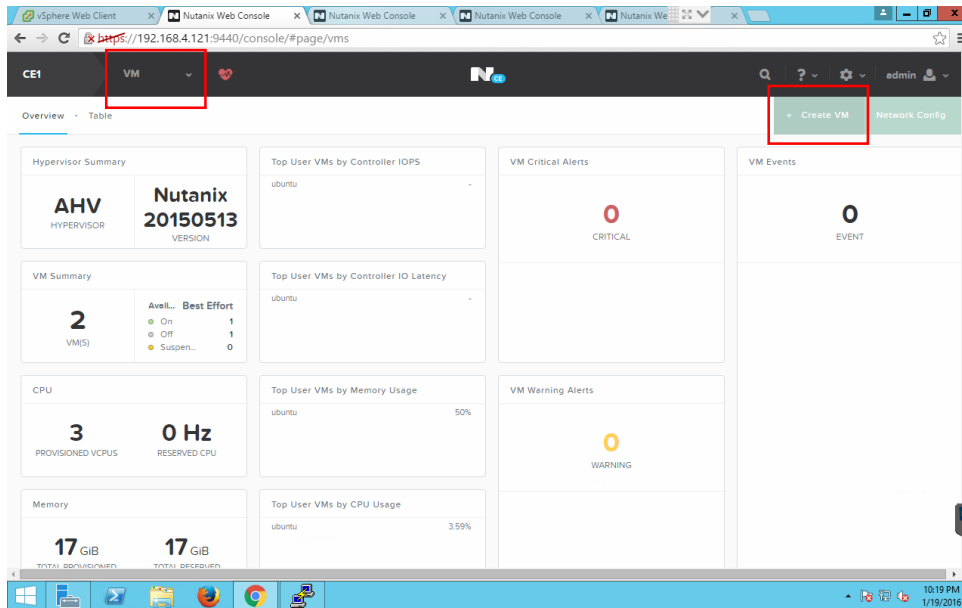 vSphere Web Client
Nutanix Web Console
Nutanix Web Console
Nutanix Web Console
Nutanix We
https://192.168.4.121:9440/console/#page/vms
CE1
VM
N CE
?
admin
Overview · Table
+ Create VM
Network Config
Hypervisor Summary
AHV
HYPERVISOR
Nutanix
20150513
VERSION
Top User VMs by Controller IOPS
ubuntu -
VM Critical Alerts
0
CRITICAL
VM Events
0
EVENT
VM Summary
2
VM(S)
Avail... Best Effort
On 1
Off 1
Suspen... 0
Top User VMs by Controller IO Latency
ubuntu -
CPU
3
PROVISIONED VCPUS
0 Hz
RESERVED CPU
Top User VMs by Memory Usage
ubuntu 50%
VM Warning Alerts
0
WARNING
Memory
17 GiB
TOTAL PROVISIONED
17 GiB
TOTAL RESERVED
Top User VMs by CPU Usage
ubuntu 3.59%
10:19 PM
1/19/2016